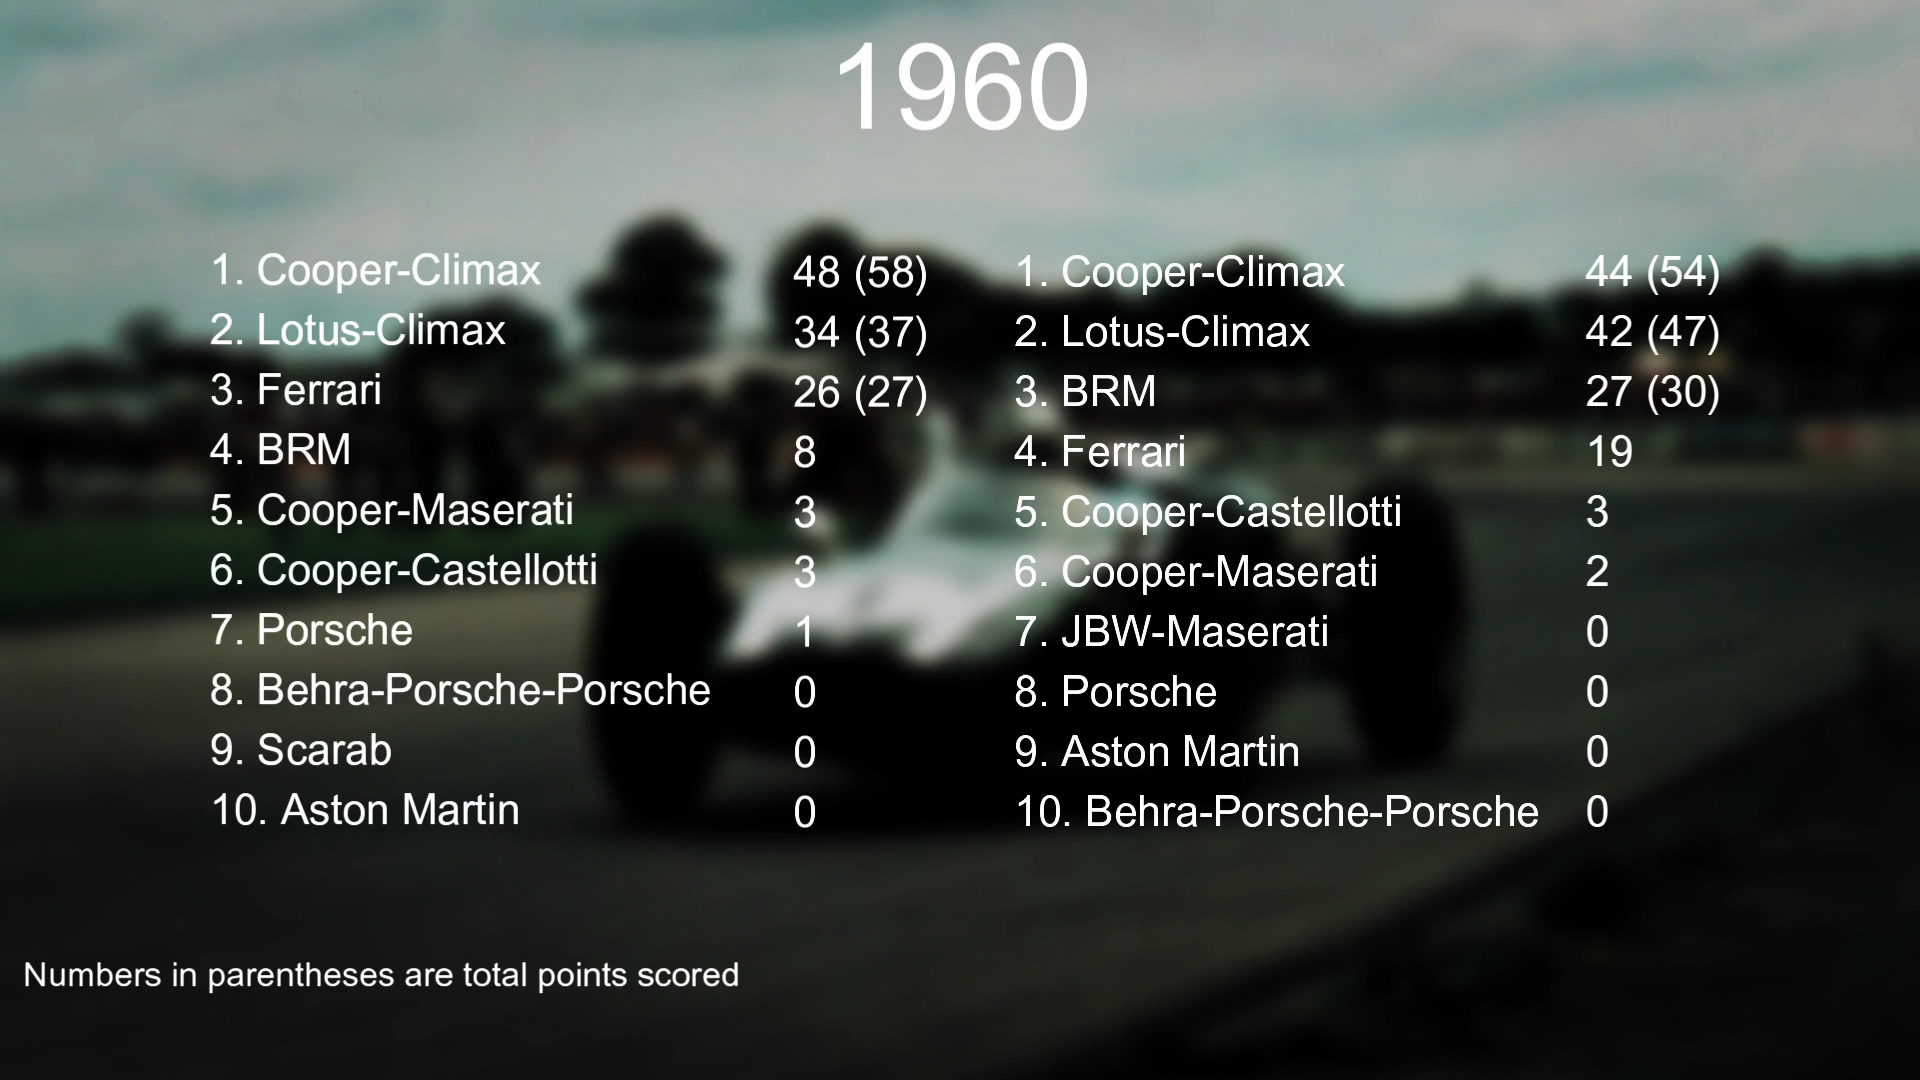 1960
1. Cooper-Climax 48 (58)
2. Lotus-Climax 34 (37)
3. Ferrari 26 (27)
4. BRM 8
5. Cooper-Maserati 3
6. Cooper-Castellotti 3
7. Porsche 1
8. Behra-Porsche-Porsche 0
9. Scarab 0
10. Aston Martin 0
1. Cooper-Climax 44 (54)
2. Lotus-Climax 42 (47)
3. BRM 27 (30)
4. Ferrari 19
5. Cooper-Castellotti 3
6. Cooper-Maserati 2
7. JBW-Maserati 0
8. Porsche 0
9. Aston Martin 0
10. Behra-Porsche-Porsche 0
Numbers in parentheses are total points scored